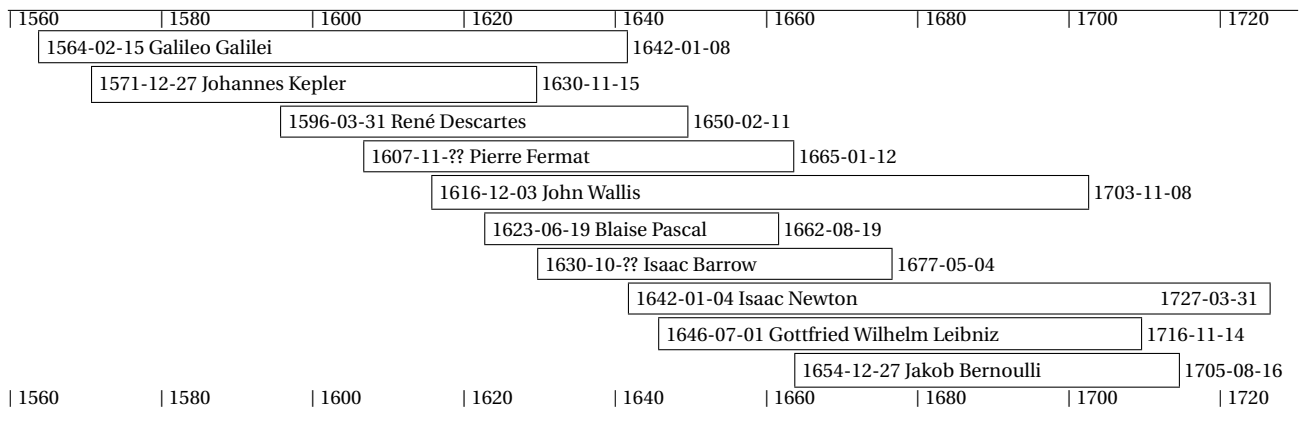 | 1560 | 1580 | 1600 | 1620 | 1640 | 1660 | 1680 | 1700 | 1720
1564-02-15 Galileo Galilei 1642-01-08
1571-12-27 Johannes Kepler 1630-11-15
1596-03-31 René Descartes 1650-02-11
1607-11-?? Pierre Fermat 1665-01-12
1616-12-03 John Wallis 1703-11-08
1623-06-19 Blaise Pascal 1662-08-19
1630-10-?? Isaac Barrow 1677-05-04
1642-01-04 Isaac Newton 1727-03-31
1646-07-01 Gottfried Wilhelm Leibniz 1716-11-14
1654-12-27 Jakob Bernoulli 1705-08-16
| 1560 | 1580 | 1600 | 1620 | 1640 | 1660 | 1680 | 1700 | 1720